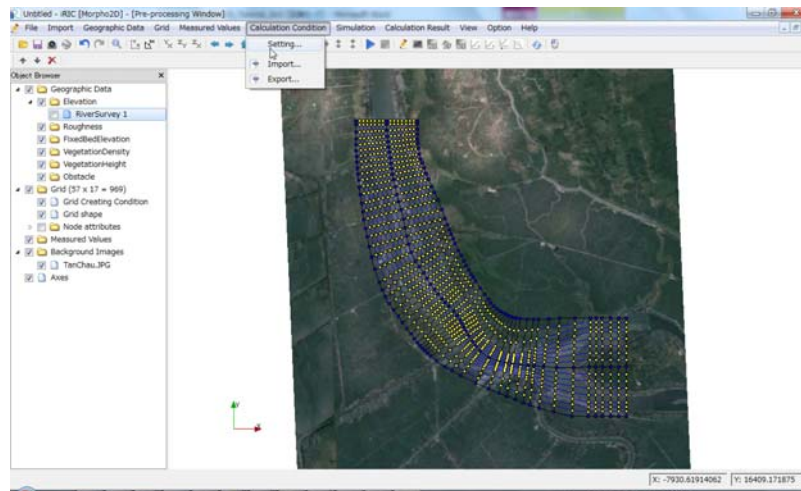 Untitled - iRIC [Morpho2D] - [Pre-processing Window]
File Import Geographic Data Grid Measured Values Calculation Condition Simulation Calculation Result View Option Help
Setting...
Import...
Export...
Object Browser
Geographic Data
Elevation
RiverSurvey 1
Roughness
FixedBedElevation
VegetationDensity
VegetationHeight
Obstacle
Grid (57 x 17 = 969)
Grid Creating Condition
Grid shape
Node attributes
Measured Values
Background Images
TanChau.JPG
Axes
Y
X
X: -7930.61914062 Y: 16409.171875